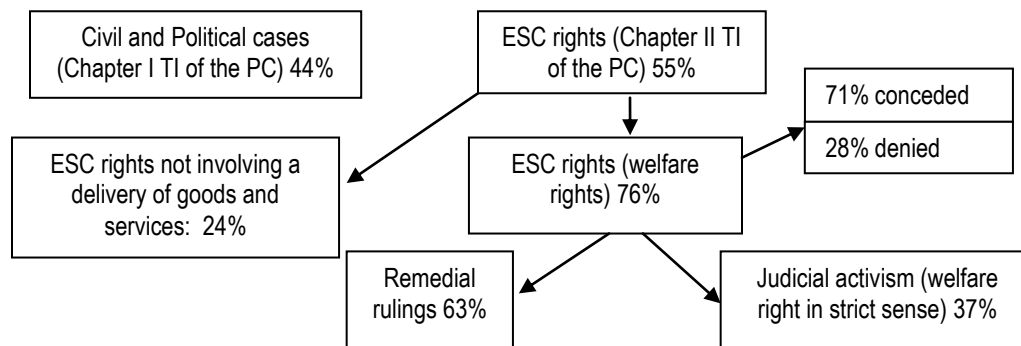 Civil and Political cases
(Chapter I TI of the PC) 44%
ESC rights (Chapter II TI
of the PC) 55%
71% conceded
28% denied
ESC rights not involving a
delivery of goods and
services: 24%
ESC rights (welfare
rights) 76%
Remedial
rulings 63%
Judicial activism (welfare
right in strict sense) 37%